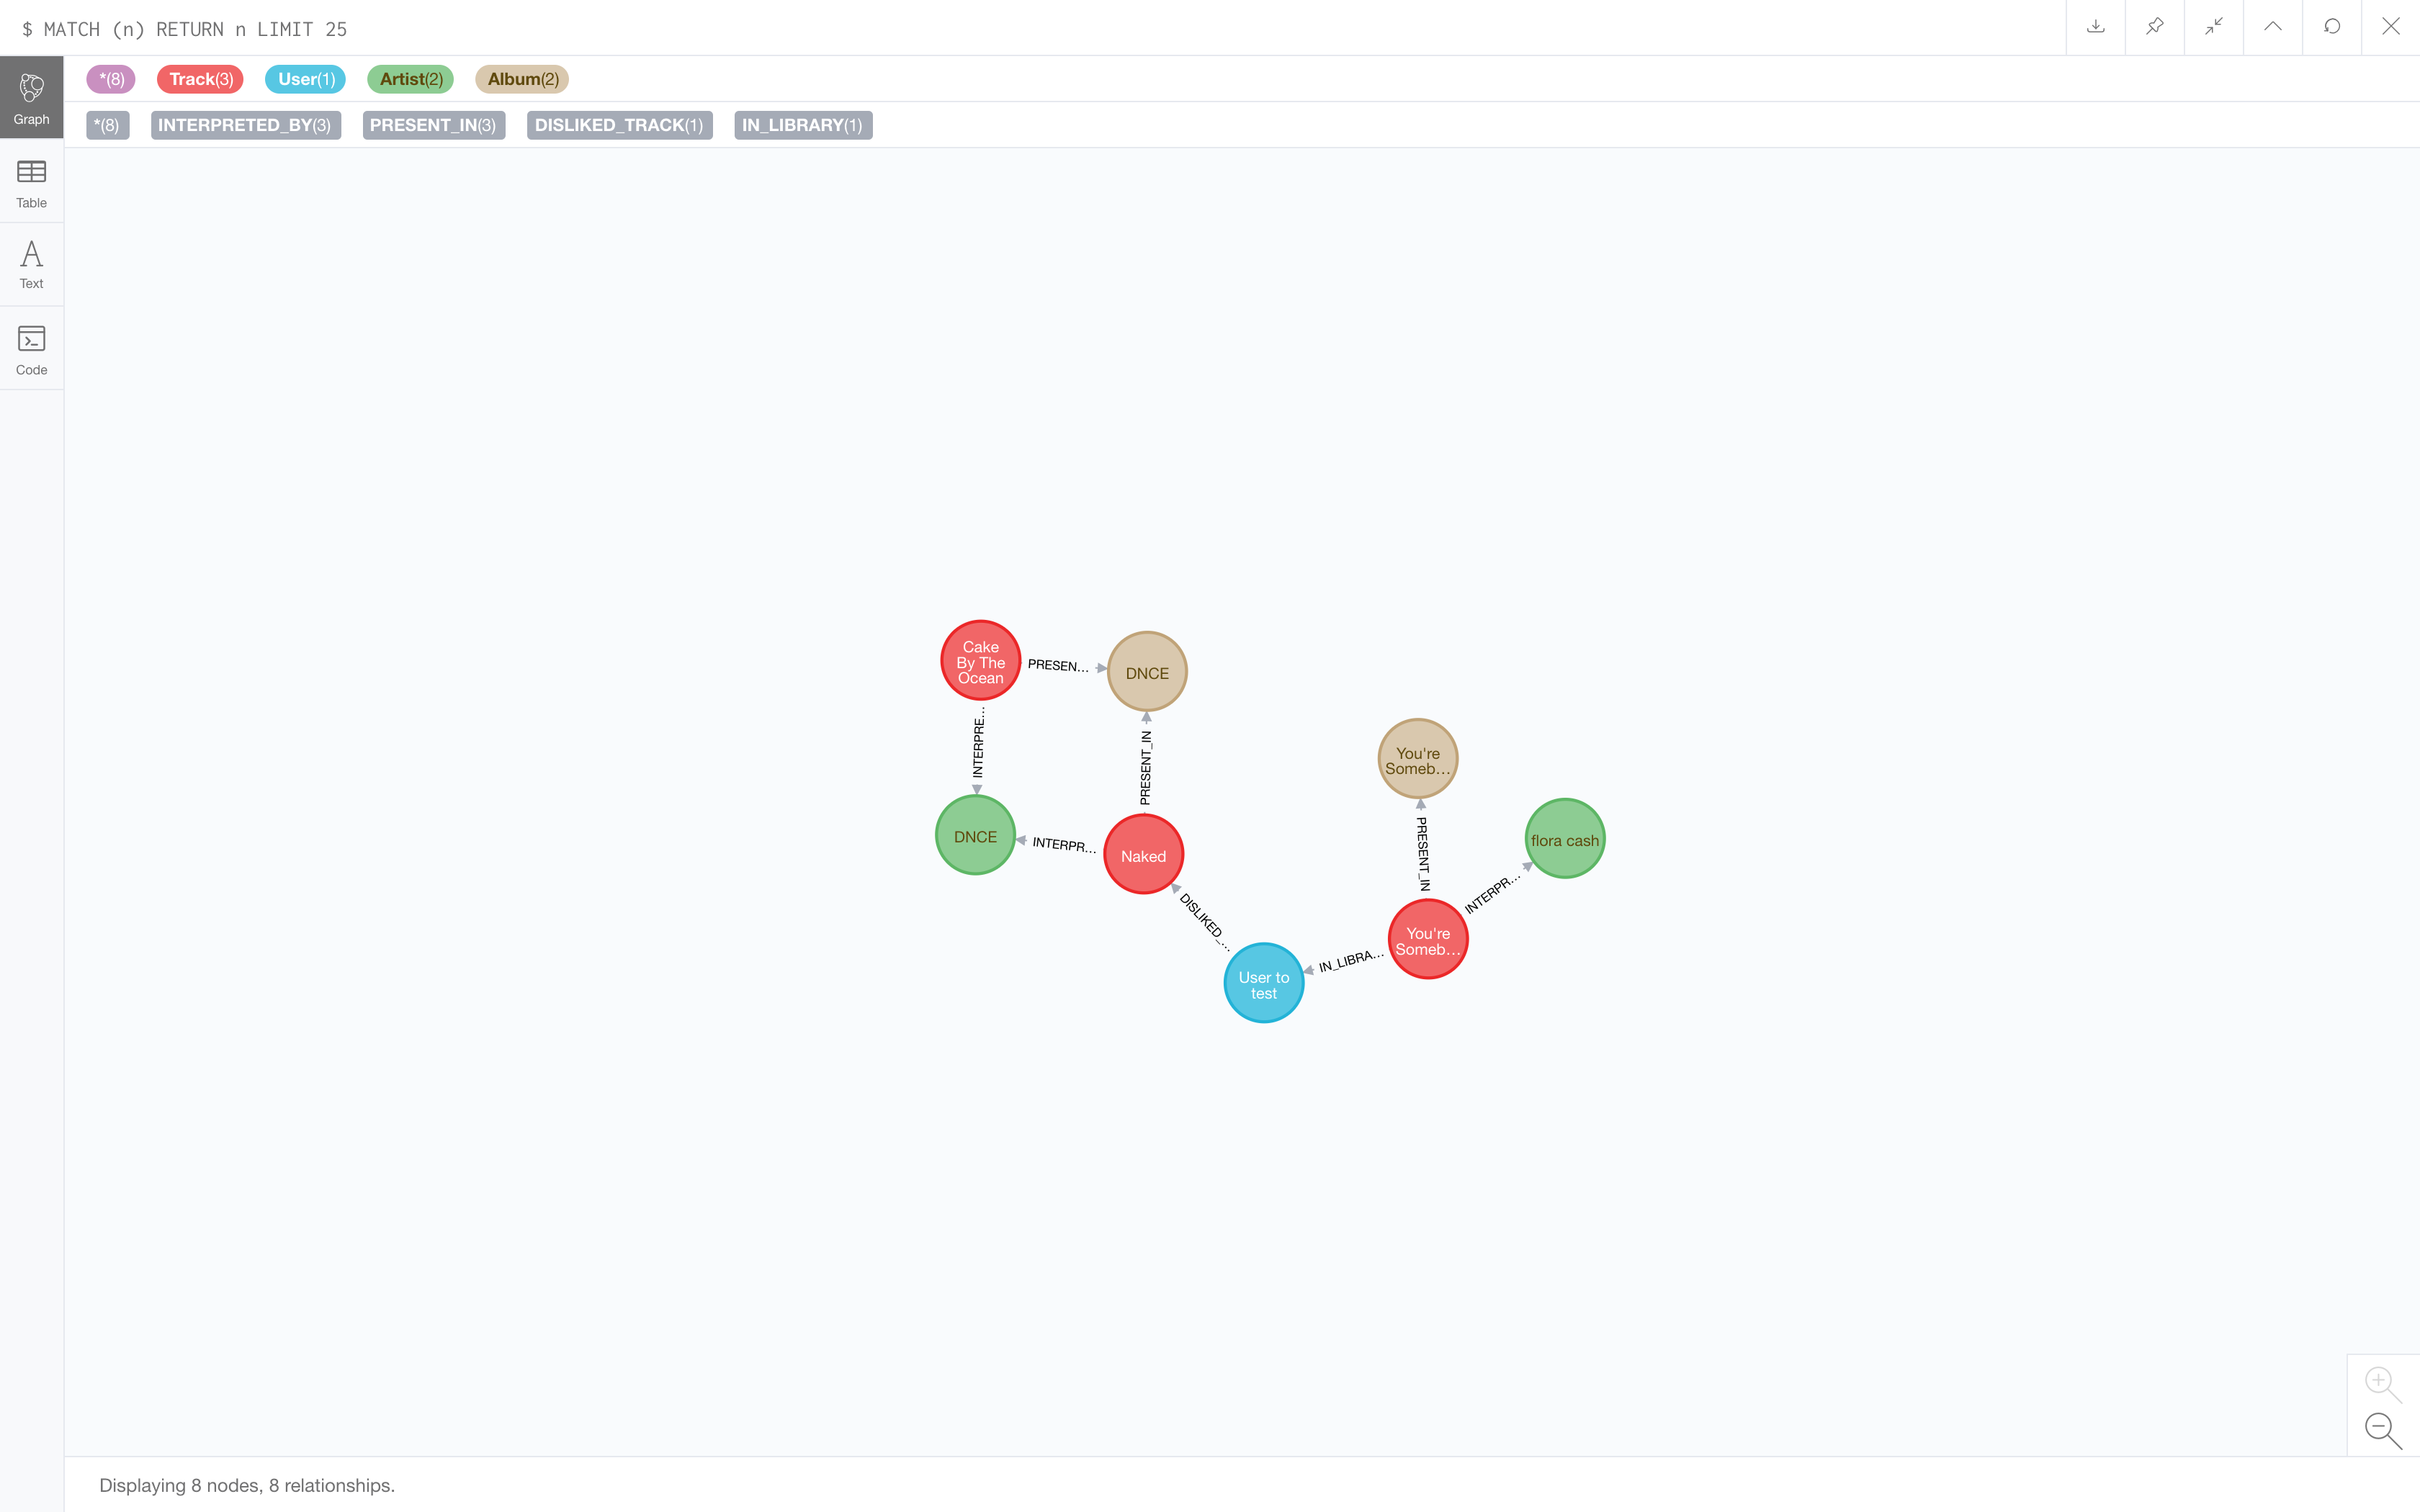 $ MATCH (n) RETURN n LIMIT 25
*(8) Track(3) User(1) Artist(2) Album(2)
*(8) INTERPRETED_BY(3) PRESENT_IN(3) DISLIKED_TRACK(1) IN_LIBRARY(1)
Graph
Table
Text
Code
Cake
By The
Ocean
PRESEN...
DNCE
INTERPRE...
PRESENT_IN
DNCE
INTERPR...
Naked
DISLIKED_...
User to
test
IN_LIBRA...
You're
Someb...
PRESENT_IN
You're
Someb...
INTERPR...
flora cash
Displaying 8 nodes, 8 relationships.